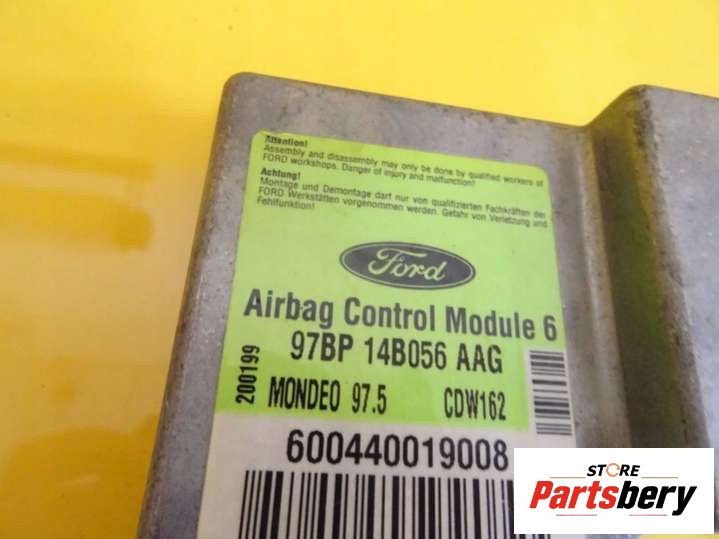 Attention!
Assembly and disassembly may only be done by qualified workers of
FORD workshops. Danger of injury and malfunction!
Achtung!
Montage und Demontage darf nur von qualifizierten Fachkräften der
FORD Werkstätten vorgenommen werden. Gefahr von Verletzung und
Fehlfunktion!
Ford
Airbag Control Module 6
97BP 14B056 AAG
200199
MONDEO 97.5 CDW162
600440019008
STORE
Partsbery